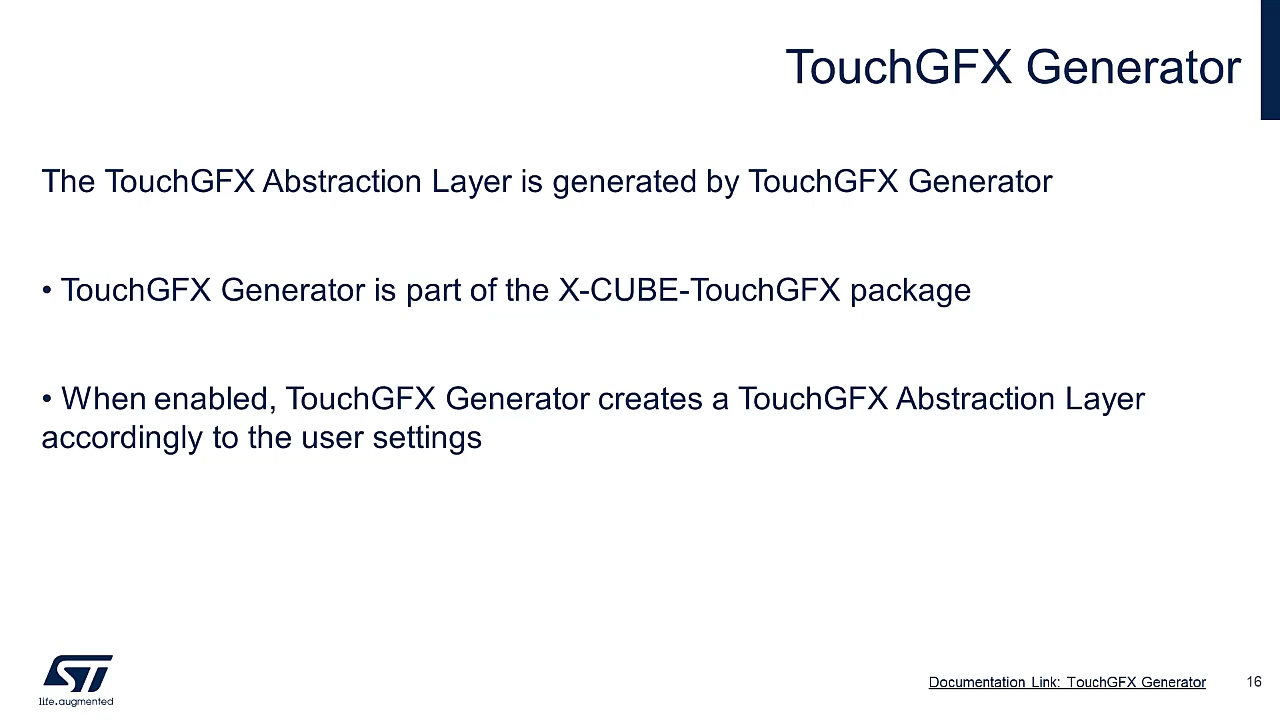 TouchGFX Generator
The TouchGFX Abstraction Layer is generated by TouchGFX Generator
• TouchGFX Generator is part of the X-CUBE-TouchGFX package
• When enabled, TouchGFX Generator creates a TouchGFX Abstraction Layer
accordingly to the user settings
ST
life.augmented
Documentation Link: TouchGFX Generator
16